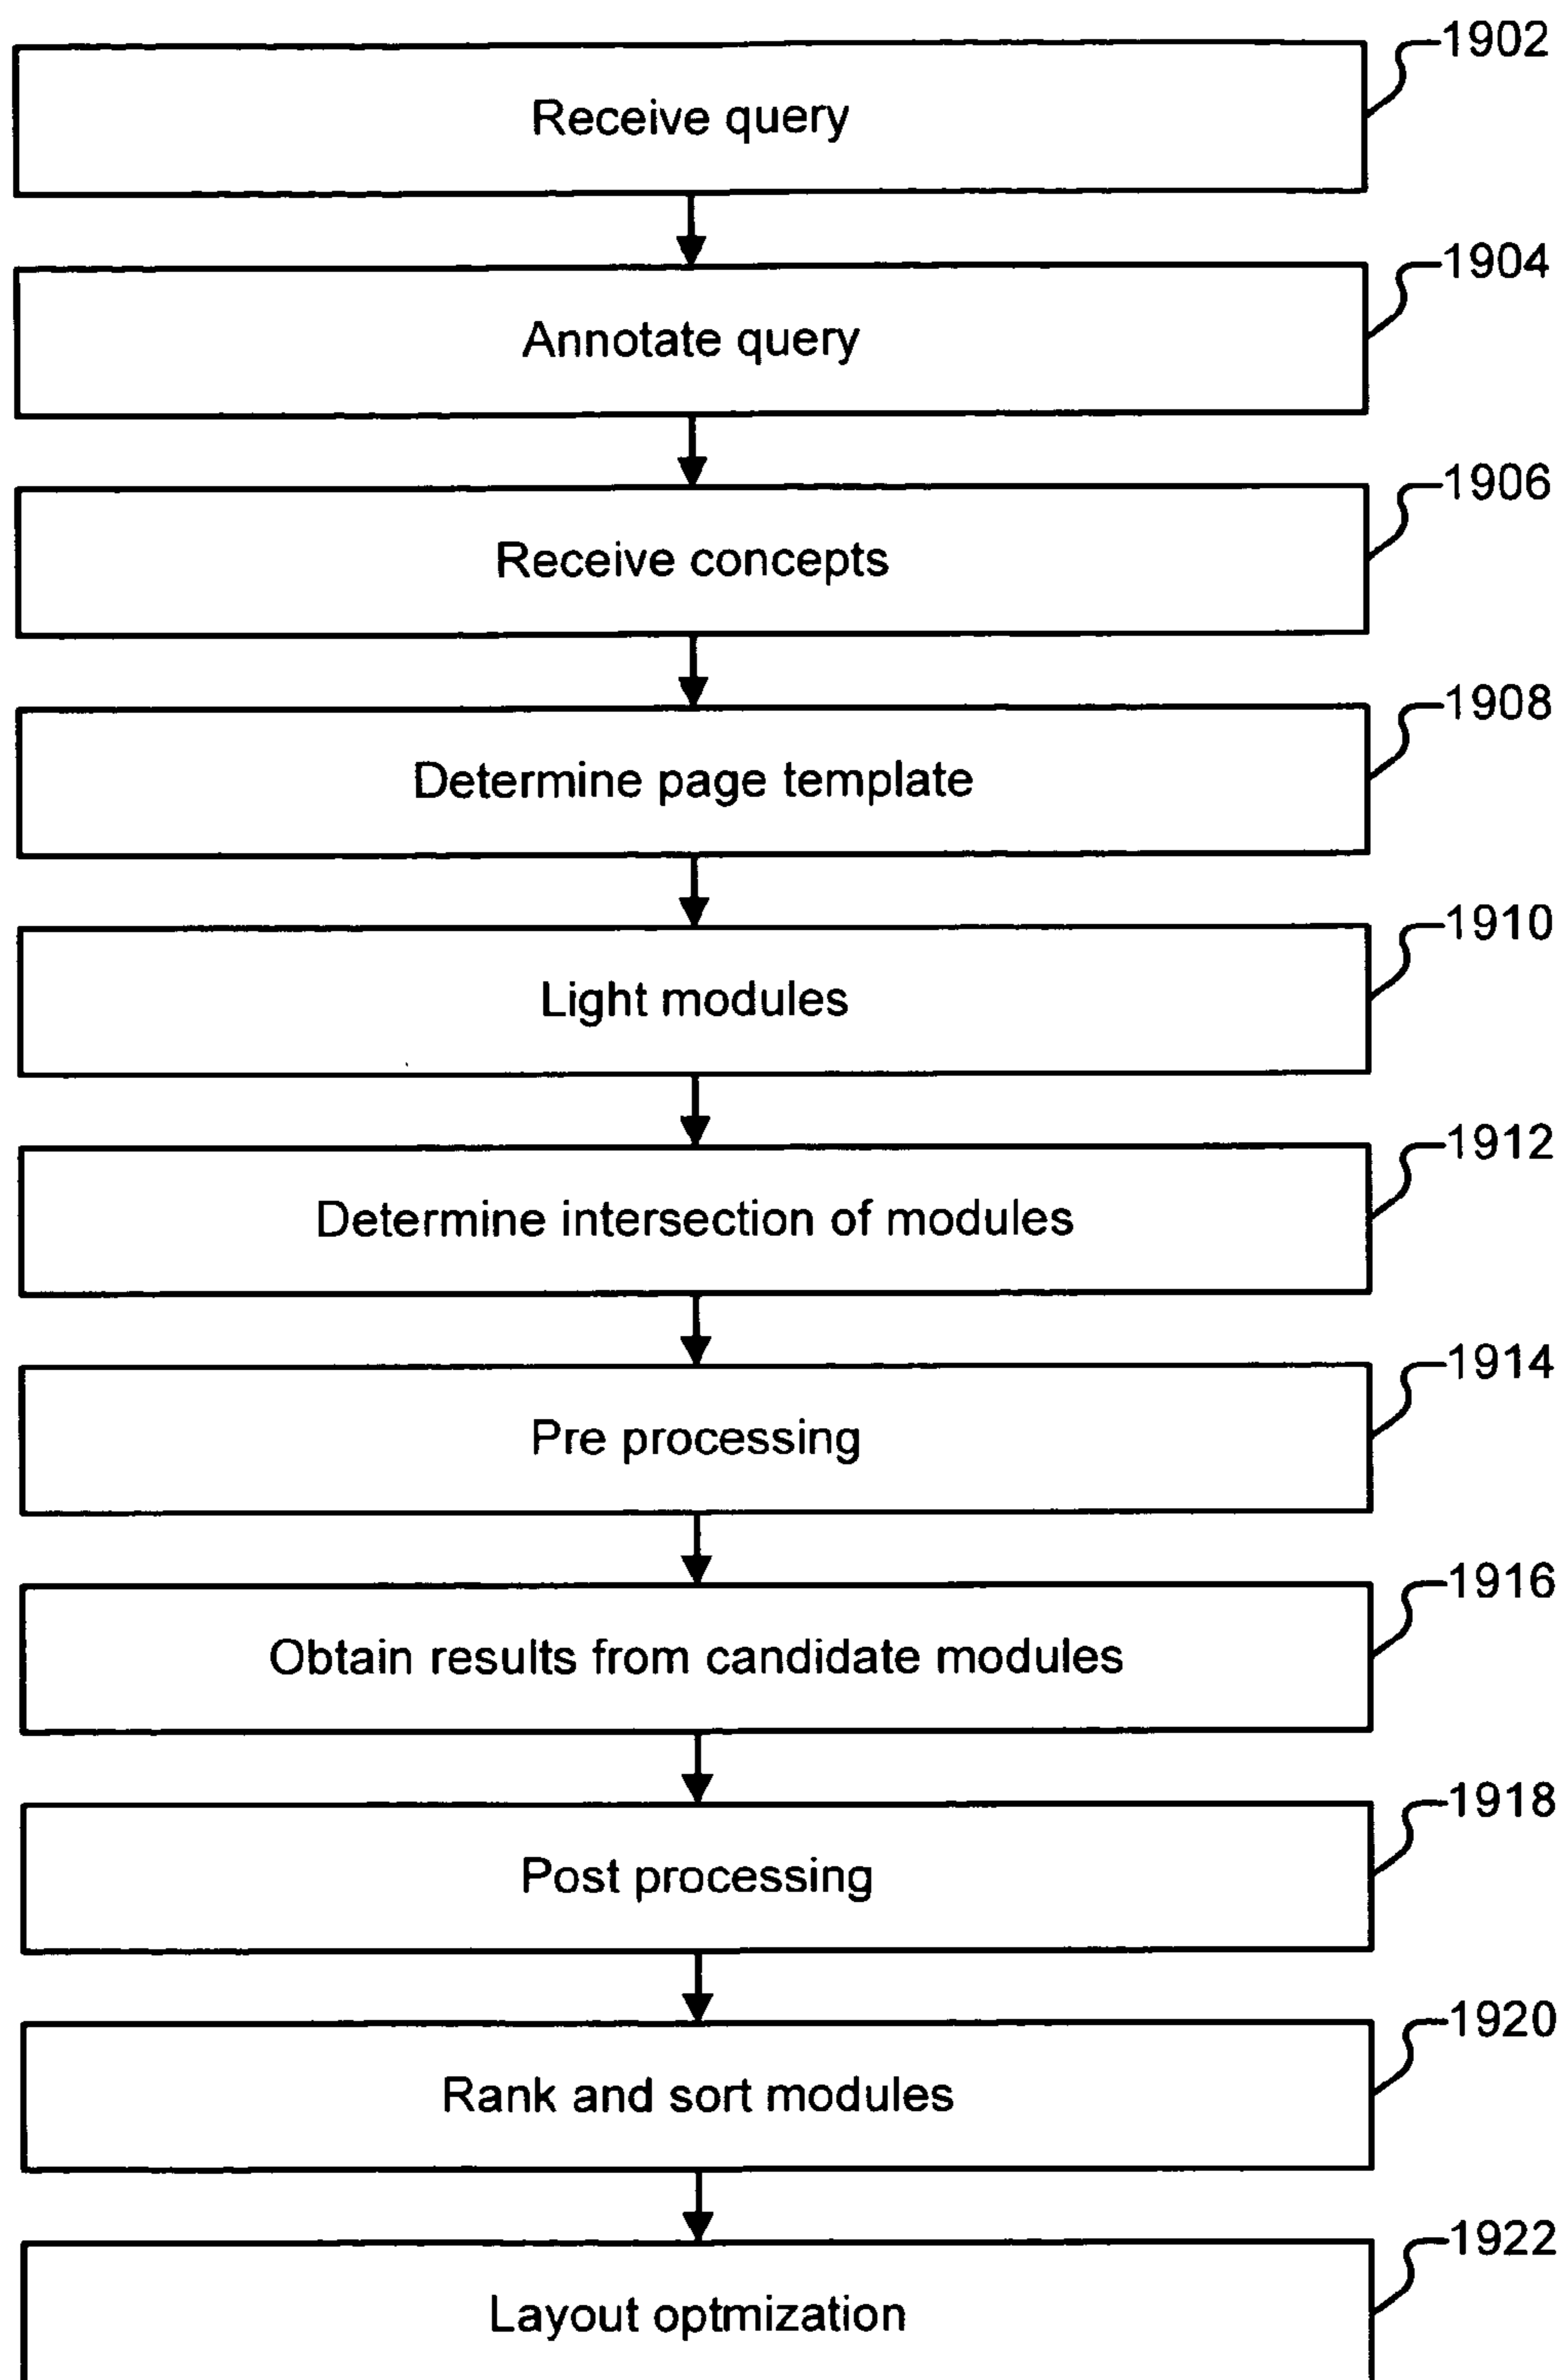 1902
Receive query
1904
Annotate query
1906
Receive concepts
1908
Determine page template
1910
Light modules
1912
Determine intersection of modules
1914
Pre processing
1916
Obtain results from candidate modules
1918
Post processing
1920
Rank and sort modules
1922
Layout optmization